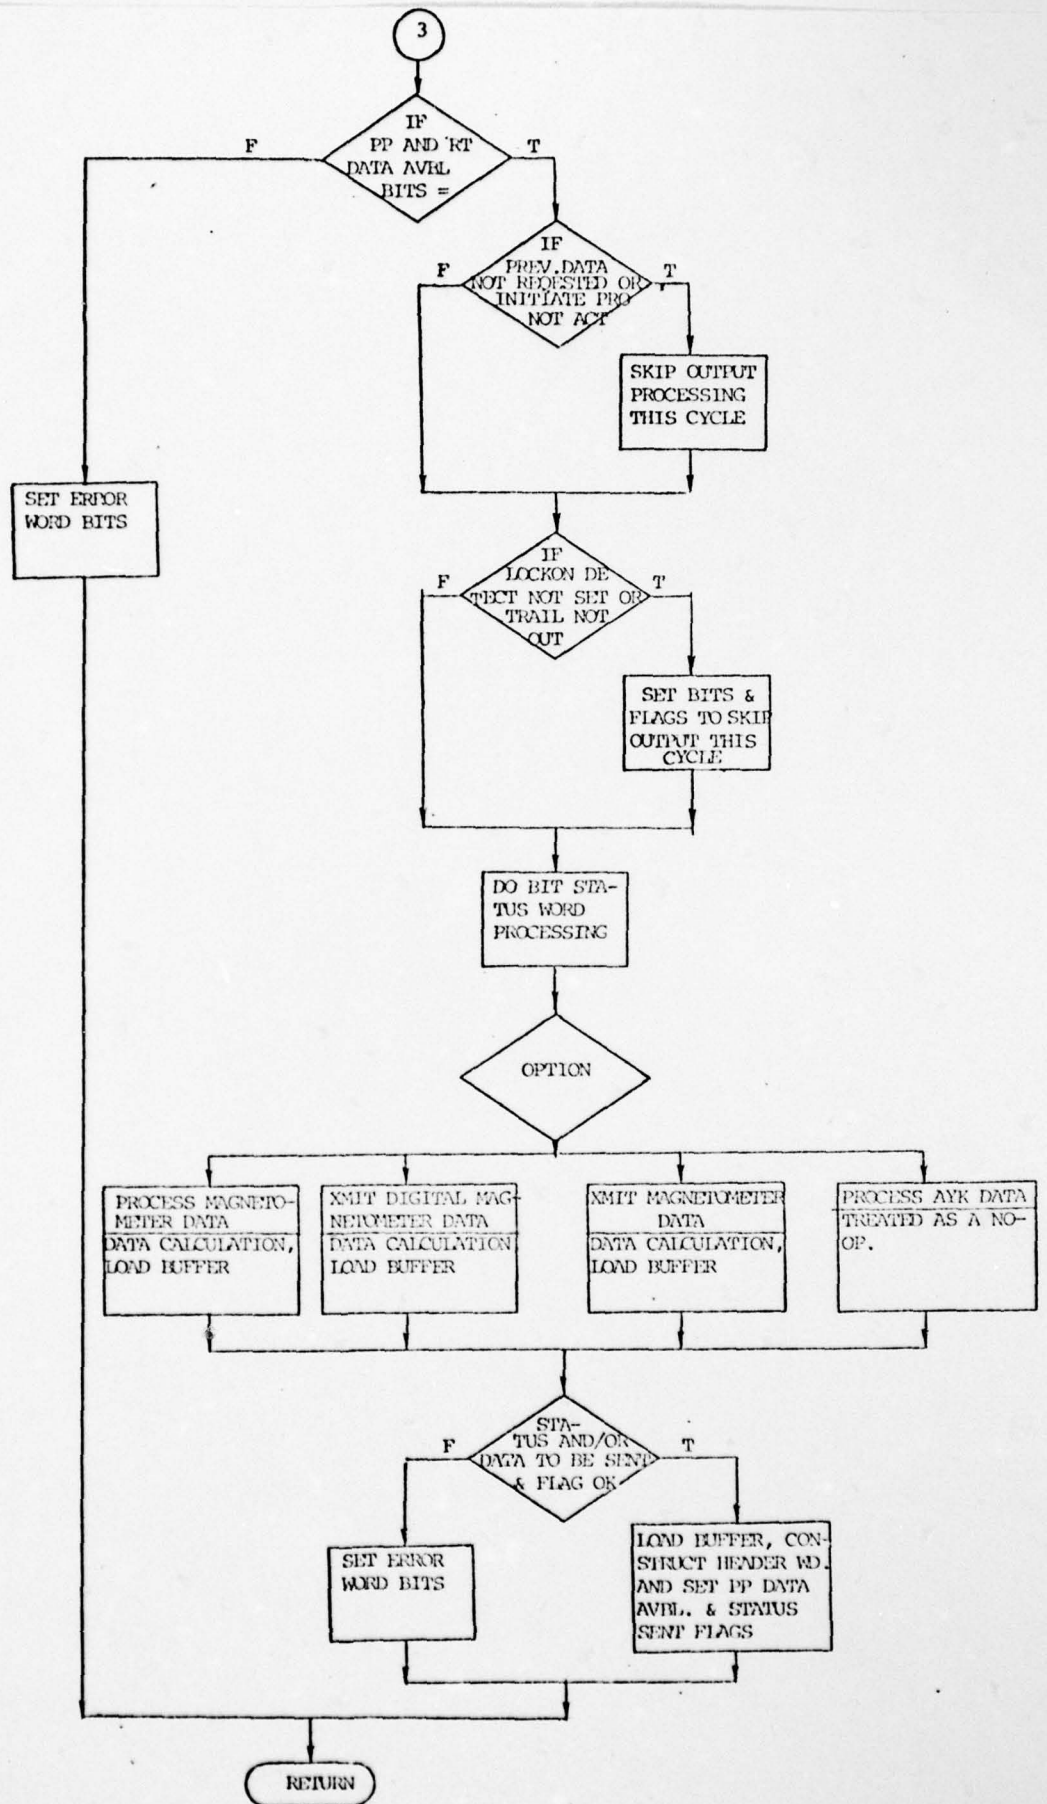 3
IF
PP AND RT
DATA AVBL
BITS =
F
T
IF
PREV. DATA
NOT REQESTED OR
INITIATE PRO
NOT ACT
F
T
SKIP OUTPUT
PROCESSING
THIS CYCLE
SET ERROR
WORD BITS
IF
LOCKON DE
TECT NOT SET OR
TRAIL NOT
OUT
F
T
SET BITS &
FLAGS TO SKIP
OUTPUT THIS
CYCLE
DO BIT STA-
TUS WORD
PROCESSING
OPTION
PROCESS MAGNETO-
METER DATA
DATA CALCULATION,
LOAD BUFFER
XMIT DIGITAL MAG-
NETOMETER DATA
DATA CALCULATION
LOAD BUFFER
XMIT MAGNETOMETER
DATA
DATA CALCULATION,
LOAD BUFFER
PROCESS AYK DATA
TREATED AS A NO-
OP.
STA-
TUS AND/OR
DATA TO BE SENT
& FLAG OK
F
T
SET ERROR
WORD BITS
LOAD BUFFER, CON-
STRUCT HEADER WD.
AND SET PP DATA
AVBL. & STATUS
SENT FLAGS
RETURN